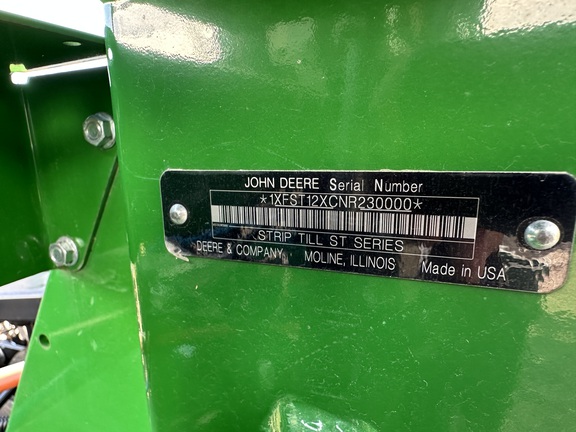 JOHN DEERE Serial Number
*1XFST12XCNR230000*
STRIP TILL ST SERIES
DEERE & COMPANY MOLINE, ILLINOIS Made in USA